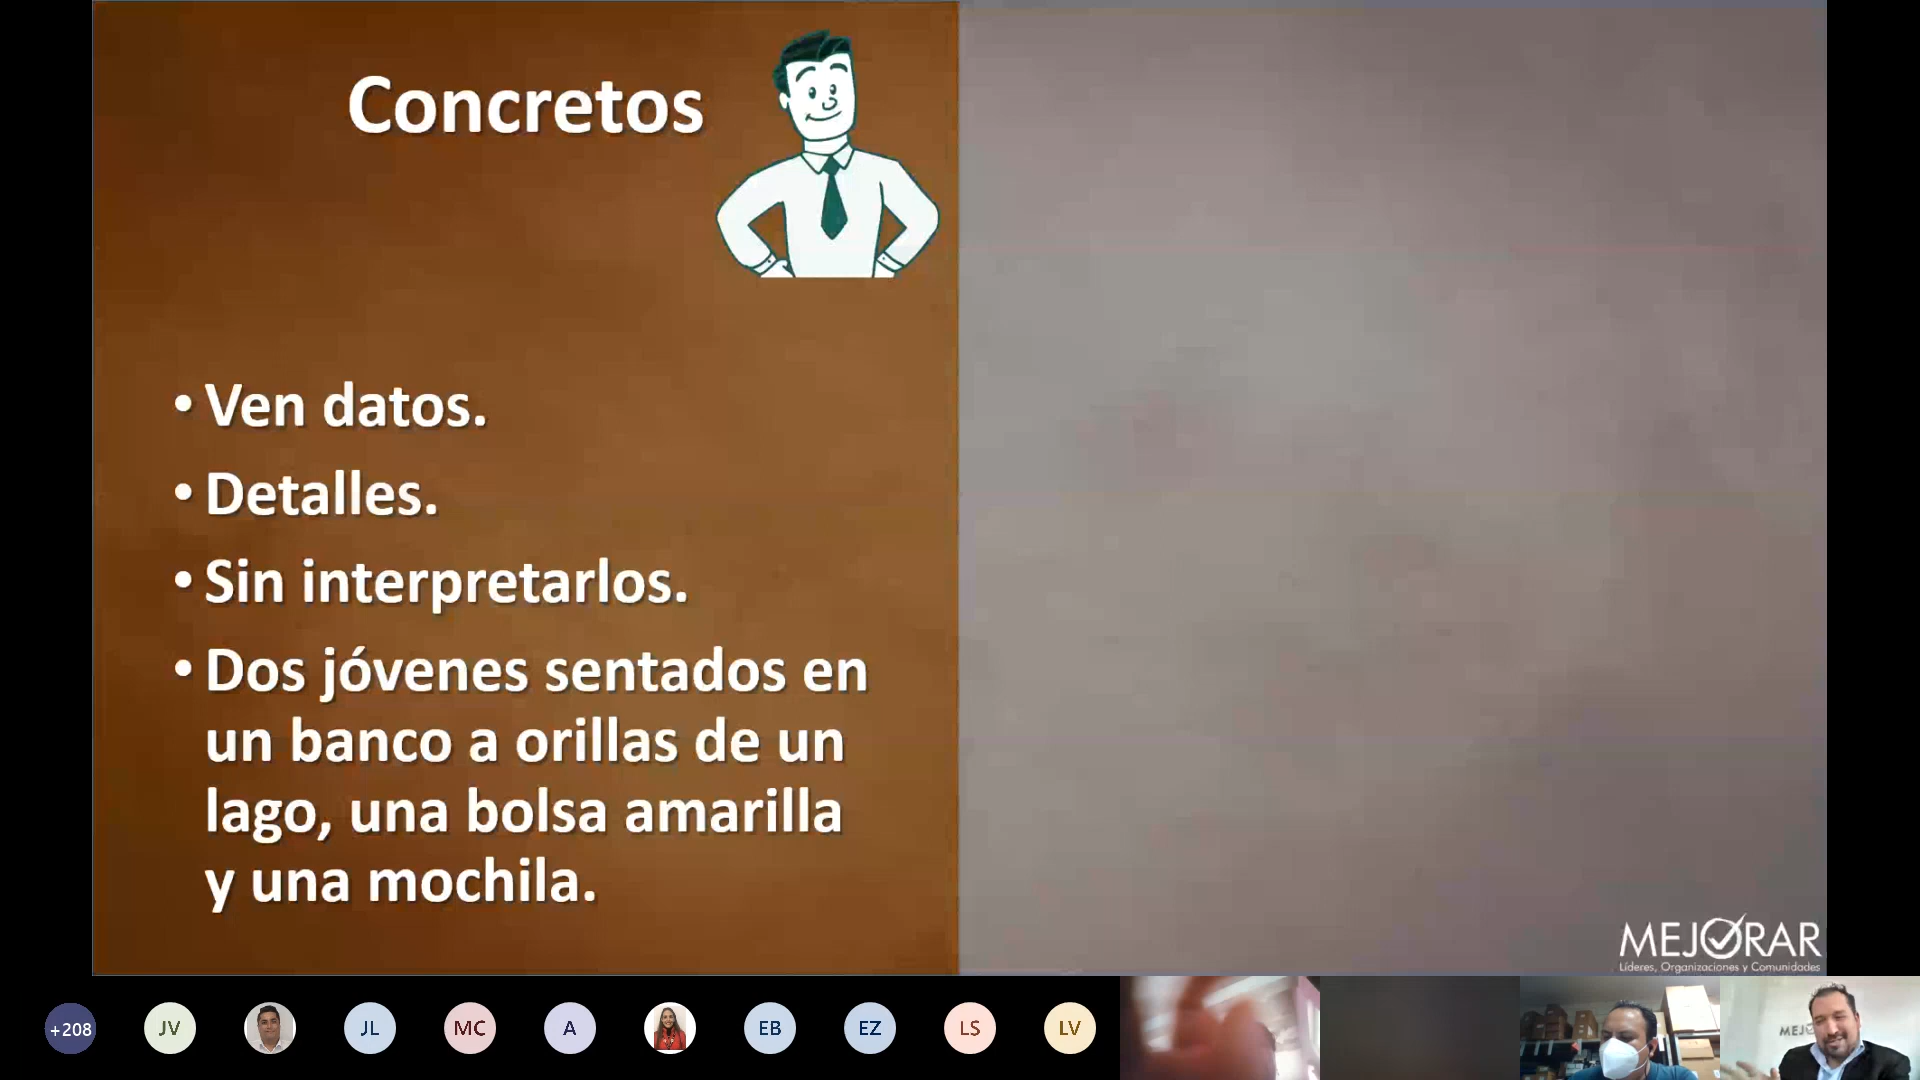 Concretos
• Ven datos.
• Detalles.
• Sin interpretarlos.
• Dos jóvenes sentados en
un banco a orillas de un
lago, una bolsa amarilla
y una mochila.
MEJORAR
Líderes, Organizaciones y Comunidades
+208
JV
JL
MC
A
EB
EZ
LS
LV